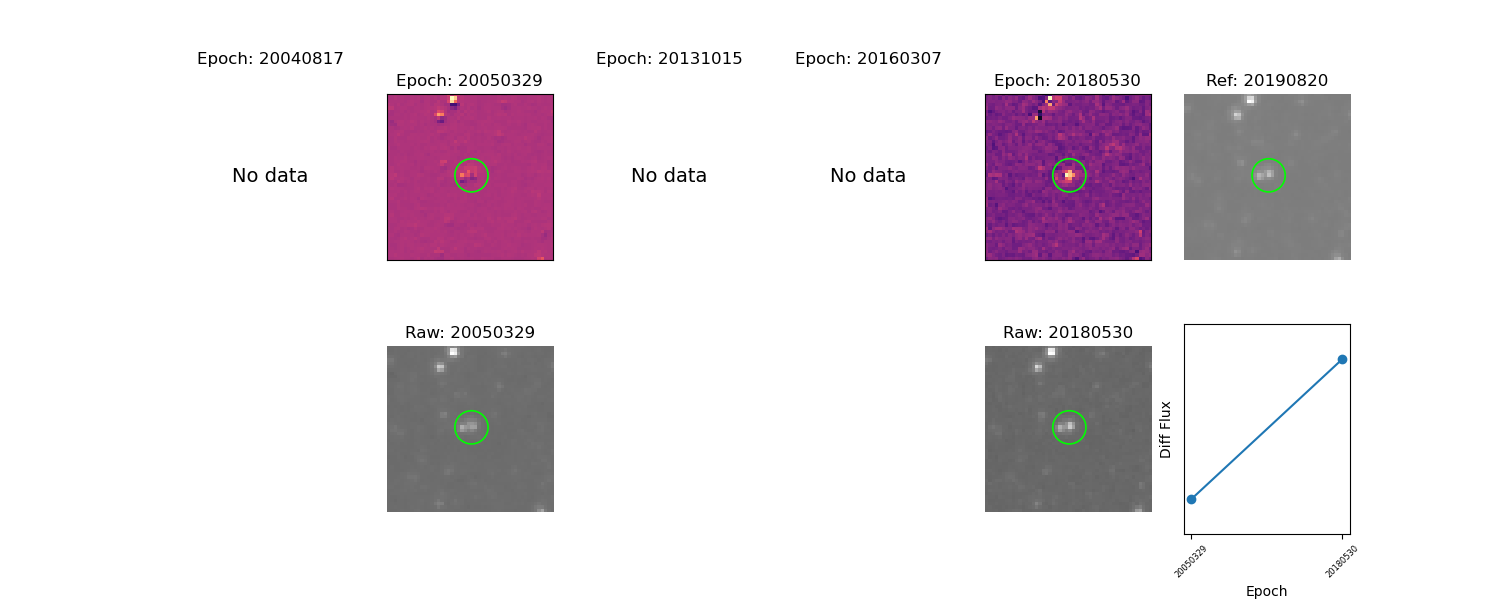 Epoch: 20040817
Epoch: 20050329
Epoch: 20131015
Epoch: 20160307
Epoch: 20180530
Ref: 20190820
No data
No data
No data
Raw: 20050329
Raw: 20180530
Diff Flux
20050329
20180530
Epoch